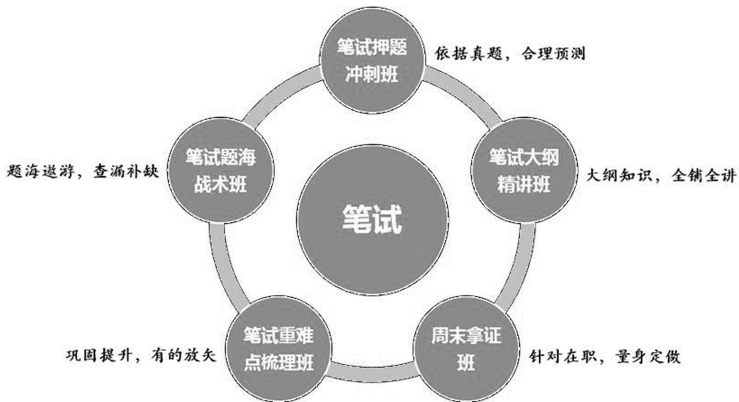 笔试押题
冲刺班
依据真题，合理预测
笔试题海
战术班
题海遨游，查漏补缺
笔试大纲
精讲班
大纲知识，全铺全讲
笔试
笔试重难
点梳理班
巩固提升，有的放矢
周末拿证
班
针对在职，量身定做